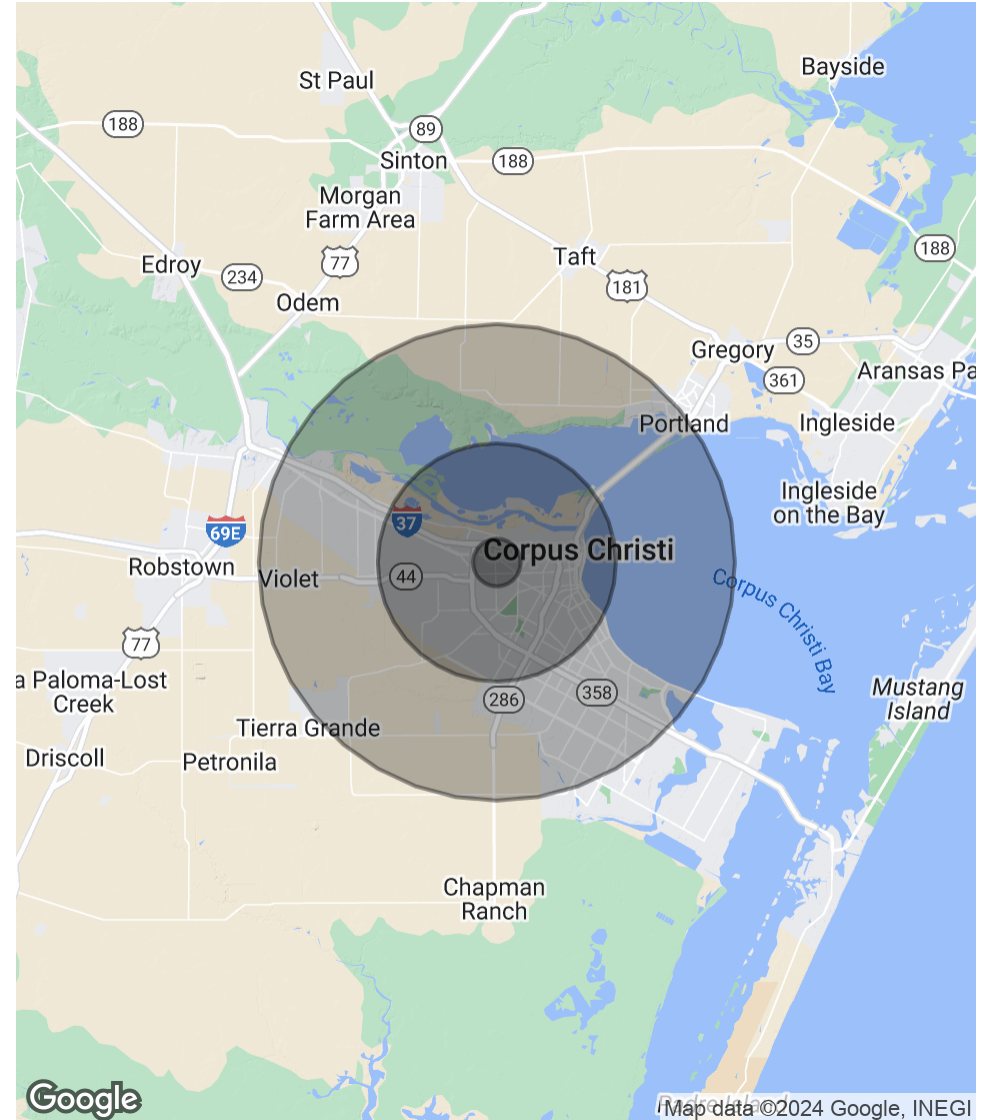 Bayside
St Paul
188
89
Sinton
188
Morgan
Farm Area
188
Taft
77
Edroy
234
181
Odem
35
Gregory
361
Aransas Pa
Portland
Ingleside
Ingleside
on the Bay
37
69E
Corpus Christi
Robstown
Violet
44
Corpus Christi Bay
77
a Paloma-Lost
Creek
286
358
Mustang
Island
Tierra Grande
Driscoll
Petronila
Chapman
Ranch
Google
Map data ©2024 Google, INEGI